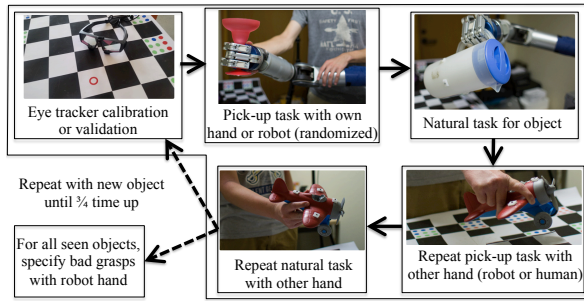 Eye tracker calibration
or validation
Pick-up task with own
hand or robot (randomized)
Natural task for object
Repeat with new object
until ¾ time up
For all seen objects,
specify bad grasps
with robot hand
Repeat natural task
with other hand
Repeat pick-up task with
other hand (robot or human)